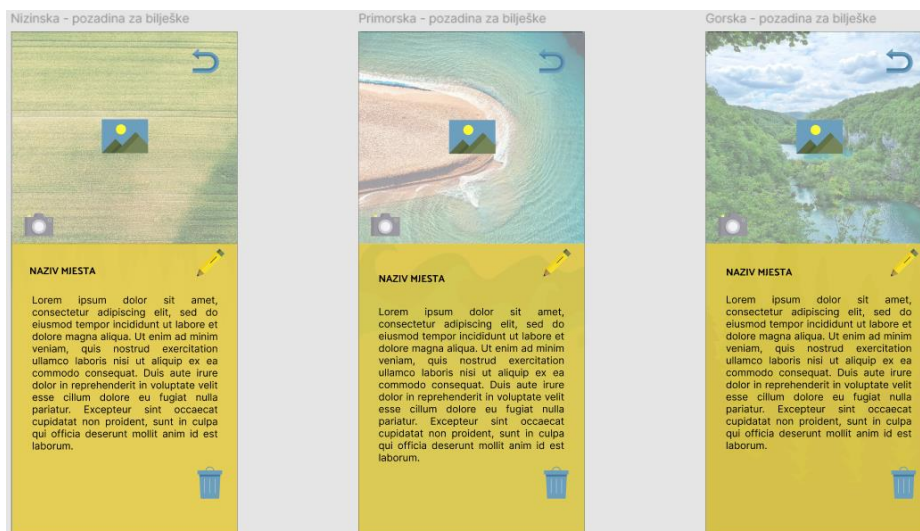 Nizinska - pozadina za bilješke
Primorska - pozadina za bilješke
Gorska - pozadina za bilješke
NAZIV MJESTA
Lorem ipsum dolor sit amet,
consectetur adipiscing elit, sed do
eiusmod tempor incididunt ut labore et
dolore magna aliqua. Ut enim ad minim
veniam, quis nostrud exercitation
ullamco laboris nisi ut aliquip ex ea
commodo consequat. Duis aute irure
dolor in reprehenderit in voluptate velit
esse cillum dolore eu fugiat nulla
pariatur. Excepteur sint occaecat
cupidatat non proident, sunt in culpa
qui officia deserunt mollit anim id est
laborum.
NAZIV MJESTA
Lorem ipsum dolor sit amet,
consectetur adipiscing elit, sed do
eiusmod tempor incididunt ut labore et
dolore magna aliqua. Ut enim ad minim
veniam, quis nostrud exercitation
ullamco laboris nisi ut aliquip ex ea
commodo consequat. Duis aute irure
dolor in reprehenderit in voluptate velit
esse cillum dolore eu fugiat nulla
pariatur. Excepteur sint occaecat
cupidatat non proident, sunt in culpa
qui officia deserunt mollit anim id est
laborum.
NAZIV MJESTA
Lorem ipsum dolor sit amet,
consectetur adipiscing elit, sed do
eiusmod tempor incididunt ut labore et
dolore magna aliqua. Ut enim ad minim
veniam, quis nostrud exercitation
ullamco laboris nisi ut aliquip ex ea
commodo consequat. Duis aute irure
dolor in reprehenderit in voluptate velit
esse cillum dolore eu fugiat nulla
pariatur. Excepteur sint occaecat
cupidatat non proident, sunt in culpa
qui officia deserunt mollit anim id est
laborum.